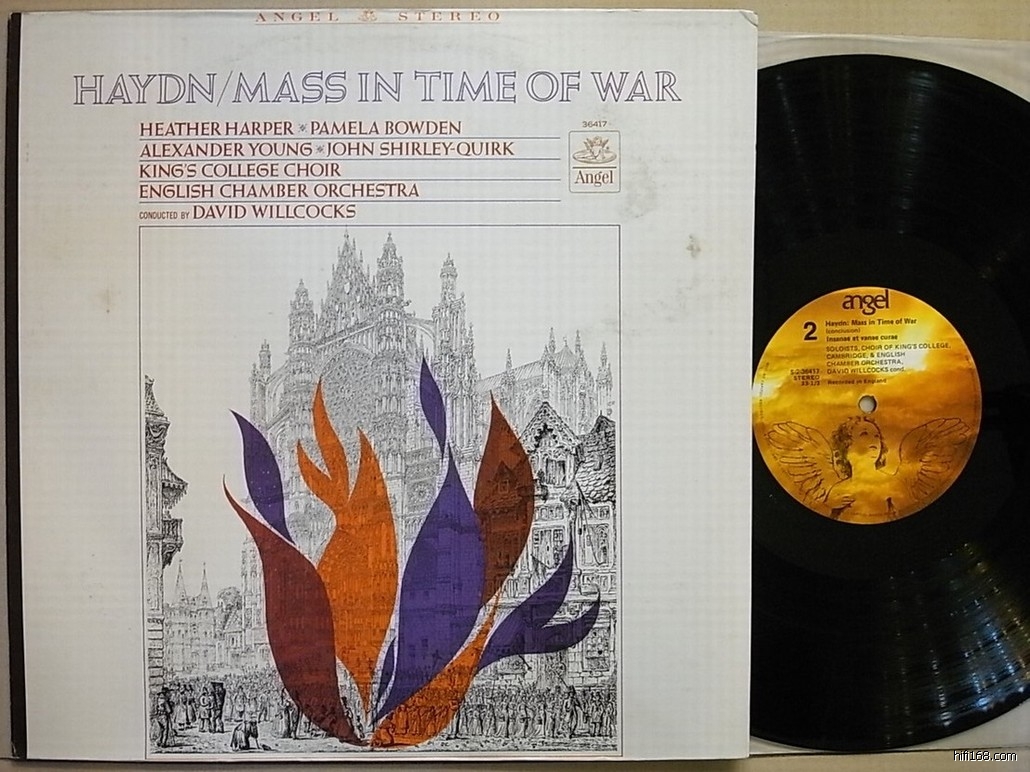 ANGEL STEREO
HAYDN/MASS IN TIME OF WAR
HEATHER HARPER * PAMELA BOWDEN
ALEXANDER YOUNG * JOHN SHIRLEY-QUIRK
KING'S COLLEGE CHOIR
ENGLISH CHAMBER ORCHESTRA
CONDUCTED BY DAVID WILLCOCKS
36417
Angel
angel
2
Haydn: Mass in Time of War
(conclusion)
Insanae et vanae curae
SOLOISTS, CHOIR OF KING'S COLLEGE,
CAMBRIDGE, & ENGLISH
CHAMBER ORCHESTRA,
DAVID WILLCOCKS cond.
Recorded in England
STEREO
33 1/3
hifi168.com